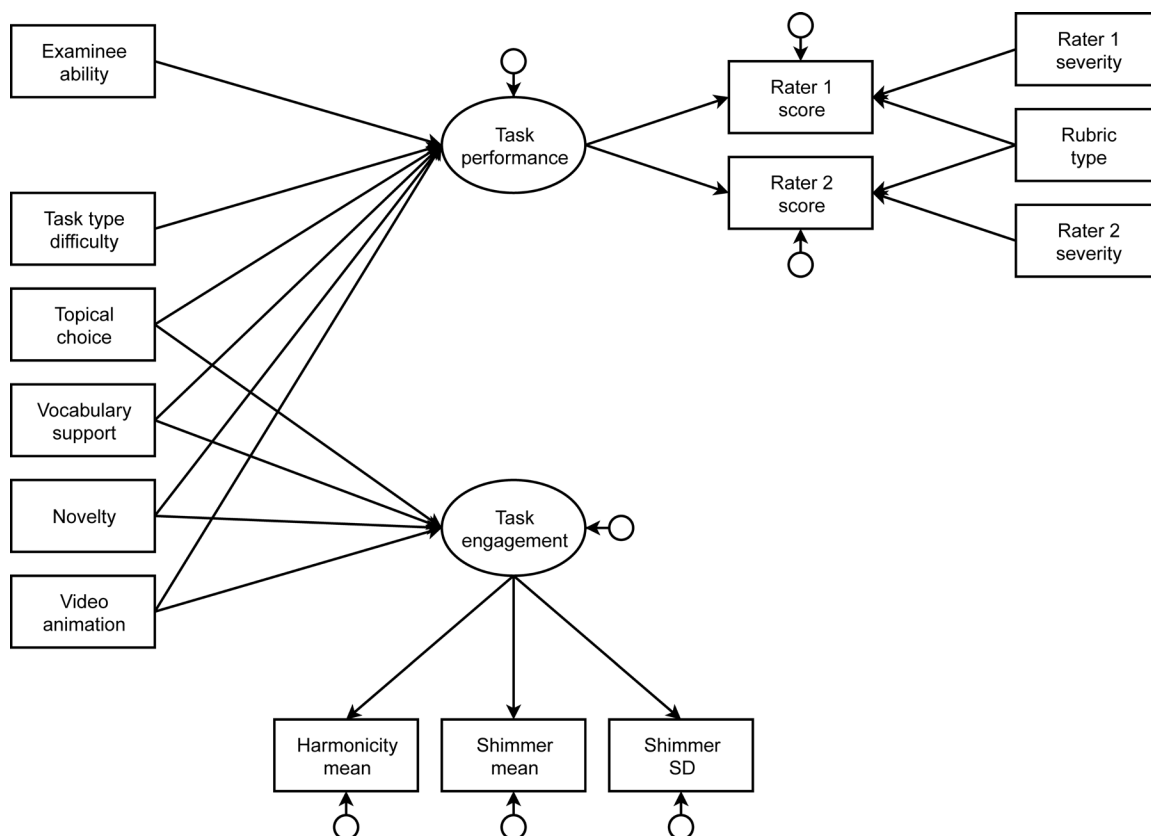 Examinee
ability
Task type
difficulty
Topical
choice
Vocabulary
support
Novelty
Video
animation
Task
performance
Task
engagement
Rater 1
score
Rater 2
score
Rater 1
severity
Rubric
type
Rater 2
severity
Harmonicity
mean
Shimmer
mean
Shimmer
SD